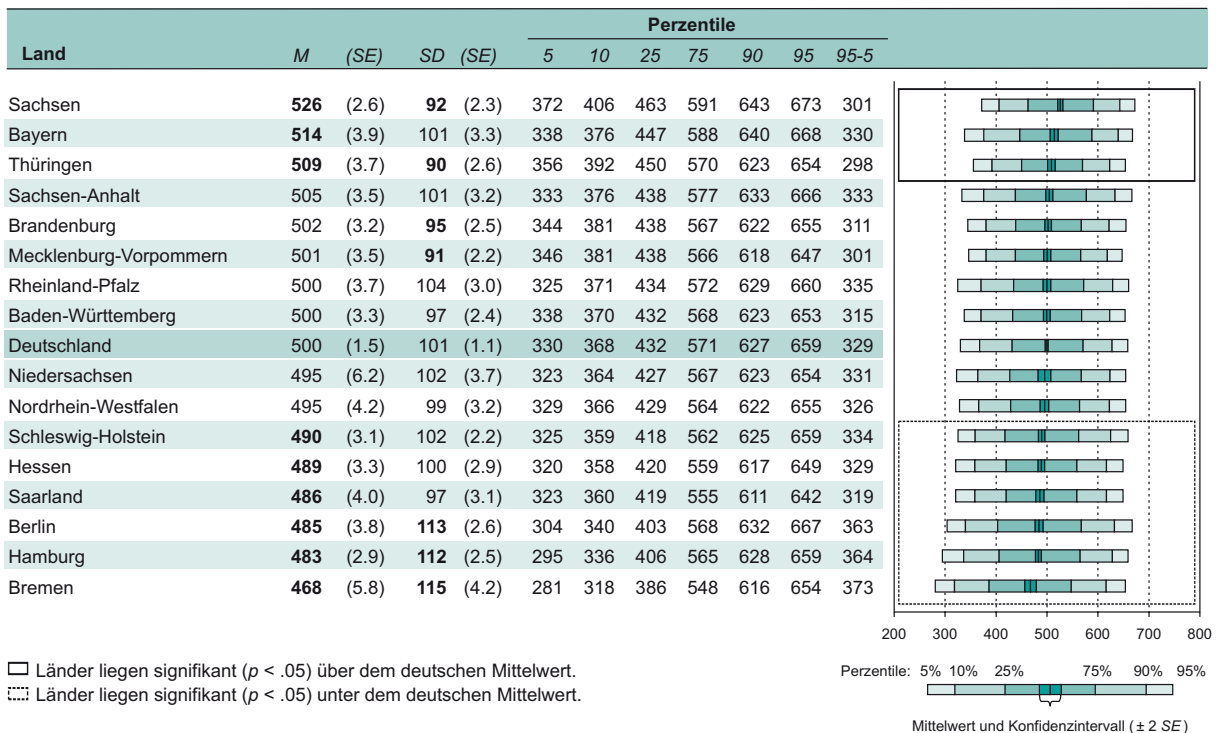 Perzentile
Land M (SE) SD (SE) 5 10 25 75 90 95 95-5
Sachsen 526 (2.6) 92 (2.3) 372 406 463 591 643 673 301
Bayern 514 (3.9) 101 (3.3) 338 376 447 588 640 668 330
Thüringen 509 (3.7) 90 (2.6) 356 392 450 570 623 654 298
Sachsen-Anhalt 505 (3.5) 101 (3.2) 333 376 438 577 633 666 333
Brandenburg 502 (3.2) 95 (2.5) 344 381 438 567 622 655 311
Mecklenburg-Vorpommern 501 (3.5) 91 (2.2) 346 381 438 566 618 647 301
Rheinland-Pfalz 500 (3.7) 104 (3.0) 325 371 434 572 629 660 335
Baden-Württemberg 500 (3.3) 97 (2.4) 338 370 432 568 623 653 315
Deutschland 500 (1.5) 101 (1.1) 330 368 432 571 627 659 329
Niedersachsen 495 (6.2) 102 (3.7) 323 364 427 567 623 654 331
Nordrhein-Westfalen 495 (4.2) 99 (3.2) 329 366 429 564 622 655 326
Schleswig-Holstein 490 (3.1) 102 (2.2) 325 359 418 562 625 659 334
Hessen 489 (3.3) 100 (2.9) 320 358 420 559 617 649 329
Saarland 486 (4.0) 97 (3.1) 323 360 419 555 611 642 319
Berlin 485 (3.8) 113 (2.6) 304 340 403 568 632 667 363
Hamburg 483 (2.9) 112 (2.5) 295 336 406 565 628 659 364
Bremen 468 (5.8) 115 (4.2) 281 318 386 548 616 654 373
200 300 400 500 600 700 800
Länder liegen signifikant (p < .05) über dem deutschen Mittelwert.
Länder liegen signifikant (p < .05) unter dem deutschen Mittelwert.
Perzentile: 5% 10% 25% 75% 90% 95%
Mittelwert und Konfidenzintervall (± 2 SE)